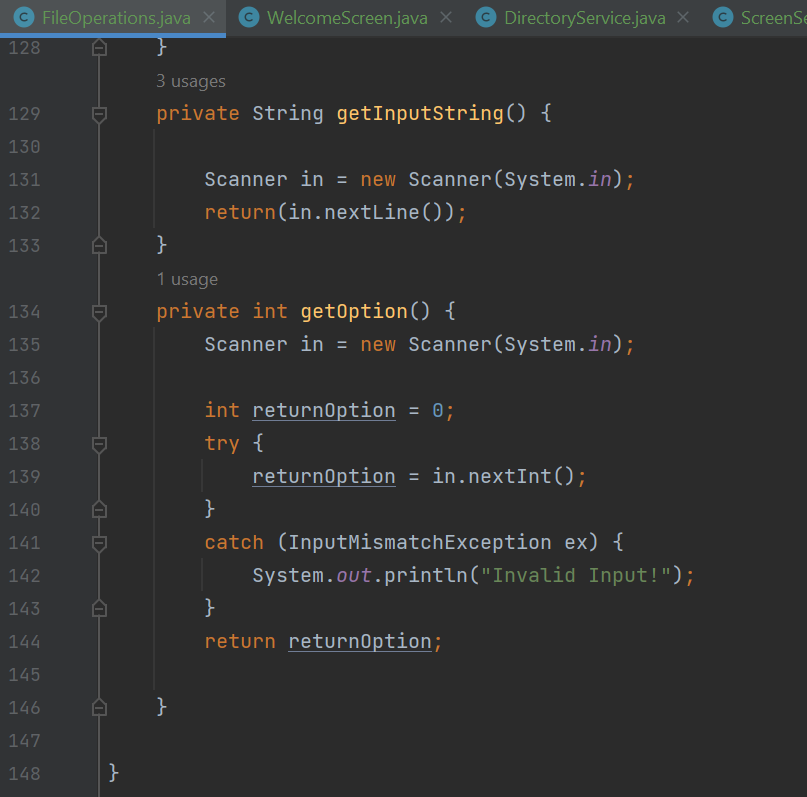 FileOperations.java WelcomeScreen.java DirectoryService.java ScreenSe
128 }
3 usages
129 private String getInputString() {
130
131 Scanner in = new Scanner(System.in);
132 return(in.nextLine());
133 }
1 usage
134 private int getOption() {
135 Scanner in = new Scanner(System.in);
136
137 int returnOption = 0;
138 try {
139 returnOption = in.nextInt();
140 }
141 catch (InputMismatchException ex) {
142 System.out.println("Invalid Input!");
143 }
144 return returnOption;
145
146 }
147
148 }